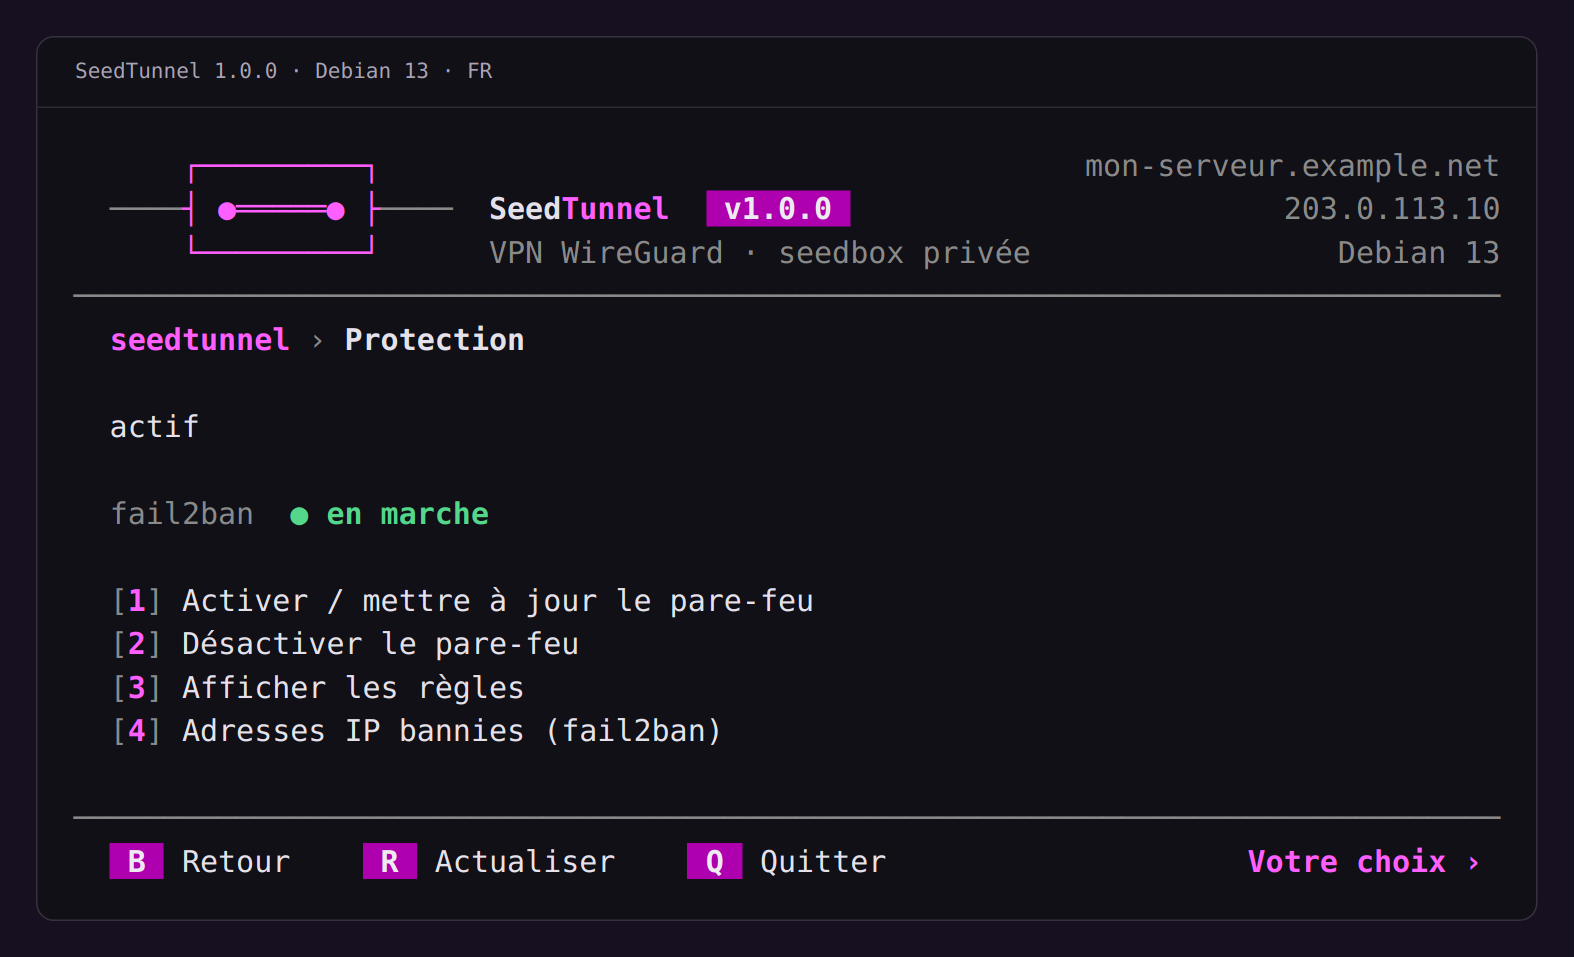 SeedTunnel 1.0.0 · Debian 13 · FR
mon-serveur.example.net
SeedTunnel v1.0.0 203.0.113.10
VPN WireGuard · seedbox privée Debian 13
seedtunnel › Protection
actif
fail2ban ● en marche
[1] Activer / mettre à jour le pare-feu
[2] Désactiver le pare-feu
[3] Afficher les règles
[4] Adresses IP bannies (fail2ban)
B Retour R Actualiser Q Quitter Votre choix ›